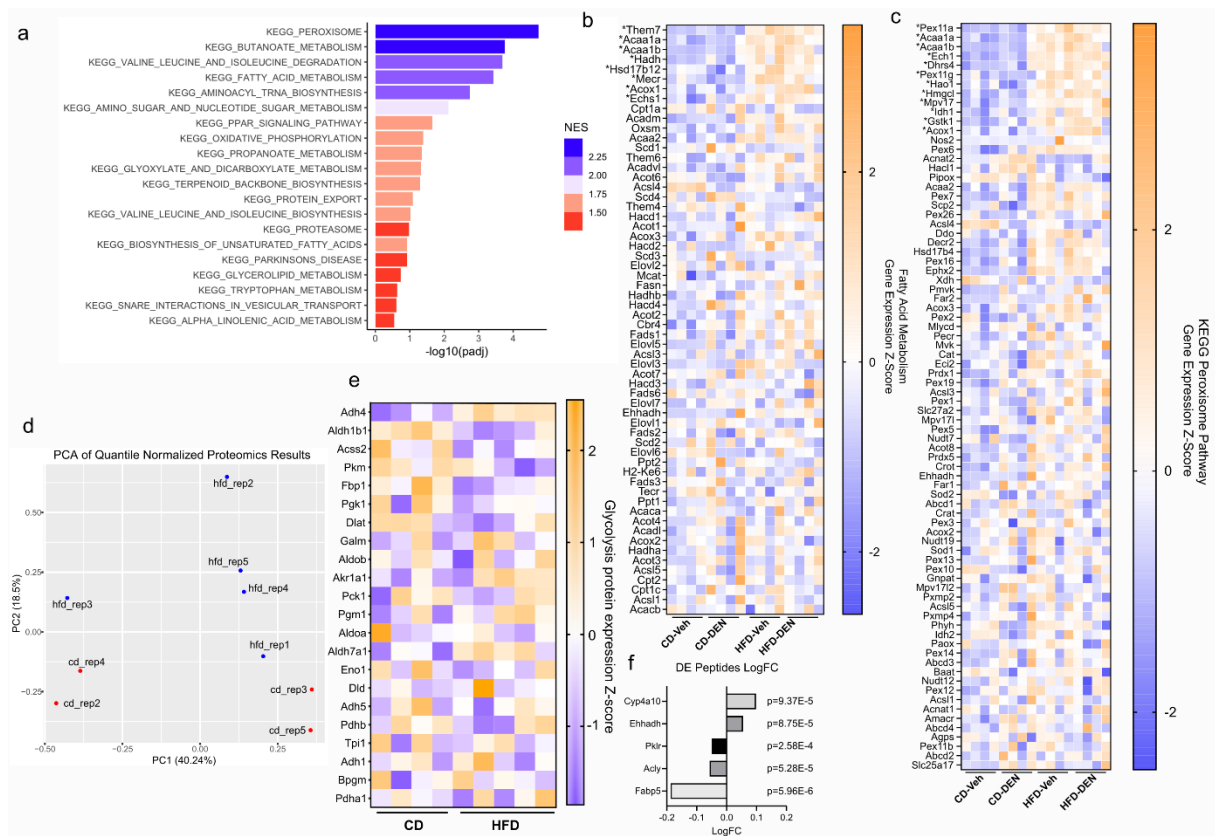 a
KEGG_PEROXISOME
KEGG_BUTANOATE_METABOLISM
KEGG_VALINE_LEUCINE_AND_ISOLEUCINE_DEGRADATION
KEGG_FATTY_ACID_METABOLISM
KEGG_AMINOACYL_TRNA_BIOSYNTHESIS
KEGG_AMINO_SUGAR_AND_NUCLEOTIDE_SUGAR_METABOLISM
KEGG_PPAR_SIGNALING_PATHWAY
KEGG_OXIDATIVE_PHOSPHORYLATION
KEGG_PROPANOATE_METABOLISM
KEGG_GLYOXYLATE_AND_DICARBOXYLATE_METABOLISM
KEGG_TERPENOID_BACKBONE_BIOSYNTHESIS
KEGG_PROTEIN_EXPORT
KEGG_VALINE_LEUCINE_AND_ISOLEUCINE_BIOSYNTHESIS
KEGG_PROTEASOME
KEGG_BIOSYNTHESIS_OF_UNSATURATED_FATTY_ACIDS
KEGG_PARKINSONS_DISEASE
KEGG_GLYCEROLIPID_METABOLISM
KEGG_TRYPTOPHAN_METABOLISM
KEGG_SNARE_INTERACTIONS_IN_VESICULAR_TRANSPORT
KEGG_ALPHA_LINOLENIC_ACID_METABOLISM
0 1 2 3 4
-log10(padj)
NES
2.25
2.00
1.75
1.50
b
*Them7
*Acaa1a
*Acaa1b
*Hadh
*Hsd17b12
*Mecr
*Acox1
*Echs1
Cpt1a
Acadm
Oxsm
Acaa2
Scd1
Them6
Acadvl
Acot6
Acsl4
Scd4
Them4
Hacd1
Acot1
Acox3
Hacd2
Scd3
Elovl2
Mcat
Fasn
Hadhb
Hacd4
Acot2
Cbr4
Fads1
Elovl5
Acsl3
Elovl3
Acot7
Hacd3
Fads6
Elovl7
Ehhadh
Elovl1
Fads2
Scd2
Elovl6
Ppt2
H2-Ke6
Fads3
Tecr
Ppt1
Acaca
Acot4
Acadl
Acox2
Hadha
Acot3
Acsl5
Cpt2
Cpt1c
Acsl1
Acacb
CD-Veh
CD-DEN
HFD-Veh
HFD-DEN
2
0
-2
Fatty Acid Metabolism
Gene Expression Z-Score
c
*Pex11a
*Acaa1a
*Acaa1b
*Ech1
*Dhrs4
*Pex11g
*Hao1
*Hmgcl
*Mpv17
*Idh1
*Gstk1
*Acox1
Nos2
Pex6
Acnat2
Hacl1
Pipox
Acaa2
Pex7
Scp2
Pex26
Acsl4
Ddo
Decr2
Hsd17b4
Pex16
Ephx2
Xdh
Pmvk
Far2
Acox3
Pex2
Mlycd
Pecr
Mvk
Cat
Eci2
Prdx1
Pex19
Acsl3
Pex1
Slc27a2
Mpv17l
Pex5
Nudt7
Acot8
Prdx5
Crot
Ehhadh
Far1
Sod2
Abcd1
Crat
Pex3
Acox2
Nudt19
Sod1
Pex13
Pex10
Gnpat
Mpv17l2
Pxmp2
Acsl5
Pxmp4
Phyh
Idh2
Paox
Pex14
Abcd3
Baat
Nudt12
Pex12
Acsl1
Acnat1
Amacr
Abcd4
Agps
Pex11b
Abcd2
Slc25a17
CD-Veh
CD-DEN
HFD-Veh
HFD-DEN
2
0
-2
KEGG Peroxisome Pathway
Gene Expression Z-Score
d
PCA of Quantile Normalized Proteomics Results
PC2 (18.5%)
0.50
0.25
0.00
-0.25
hfd_rep2
hfd_rep5
hfd_rep4
hfd_rep3
hfd_rep1
cd_rep4
cd_rep3
cd_rep2
cd_rep5
-0.50 -0.25 0.00 0.25
PC1 (40.24%)
e
Adh4
Aldh1b1
Acss2
Pkm
Fbp1
Pgk1
Dlat
Galm
Aldob
Akr1a1
Pck1
Pgm1
Aldoa
Aldh7a1
Eno1
Dld
Adh5
Pdhb
Tpi1
Adh1
Bpgm
Pdha1
CD HFD
2
1
0
-1
Glycolysis protein expression Z-score
f
DE Peptides LogFC
Cyp4a10 p=9.37E-5
Ehhadh p=8.75E-5
Pklr p=2.58E-4
Acly p=5.28E-5
Fabp5 p=5.96E-6
-0.2 -0.1 0.0 0.1 0.2
LogFC